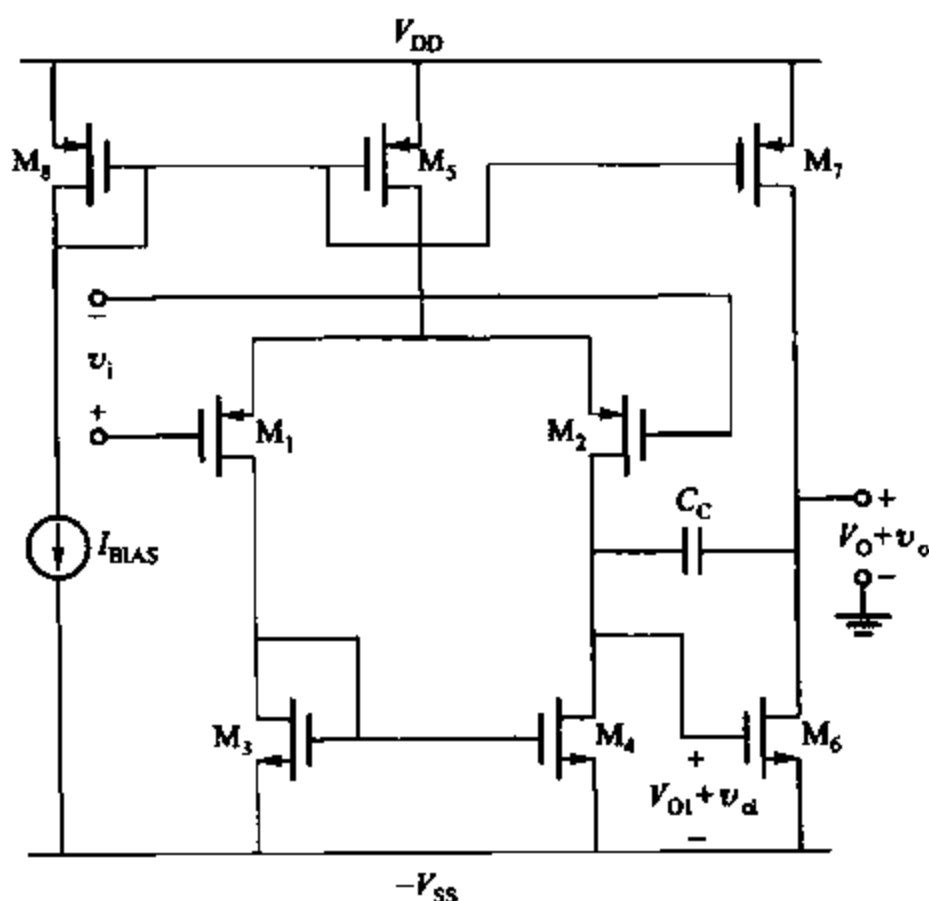 V_DD
M_8
M_5
M_7
−
v_i
+
M_1
M_2
C_C
+
V_O+v_o
−
I_BIAS
M_3
M_4
M_6
+
V_O1+v_o1
−
−V_SS